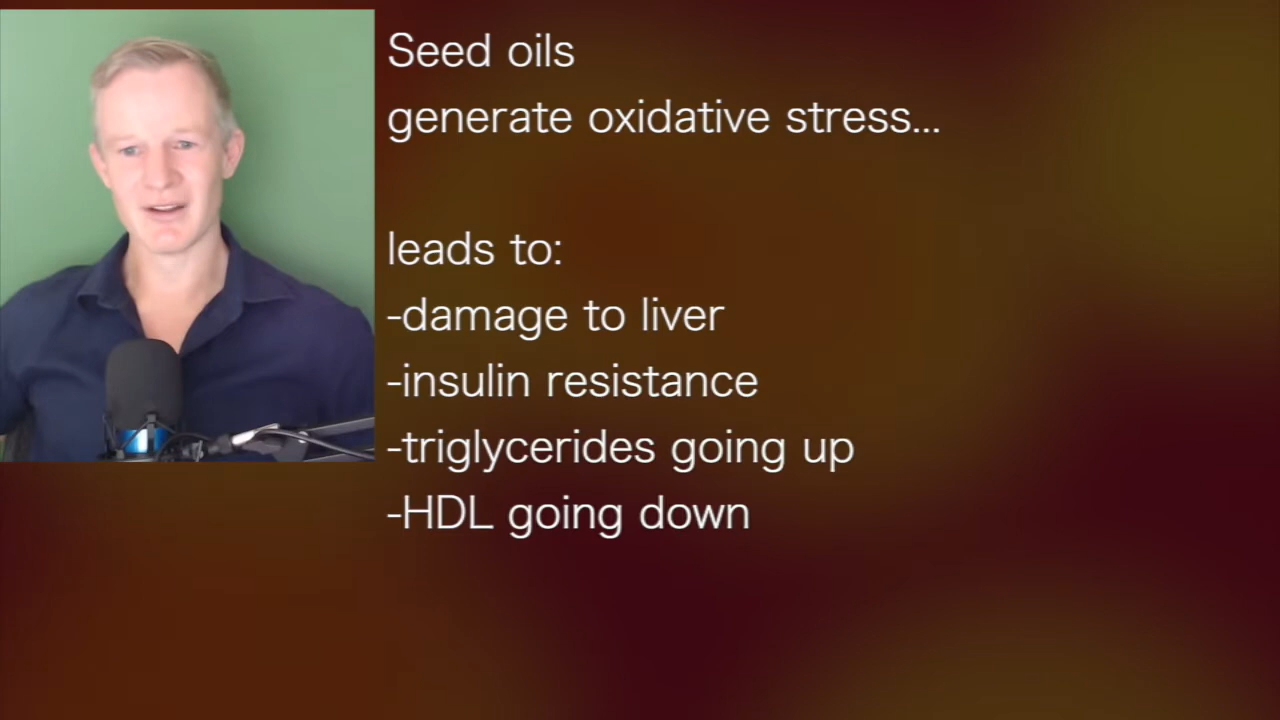 Seed oils
generate oxidative stress...
leads to:
-damage to liver
-insulin resistance
-triglycerides going up
-HDL going down